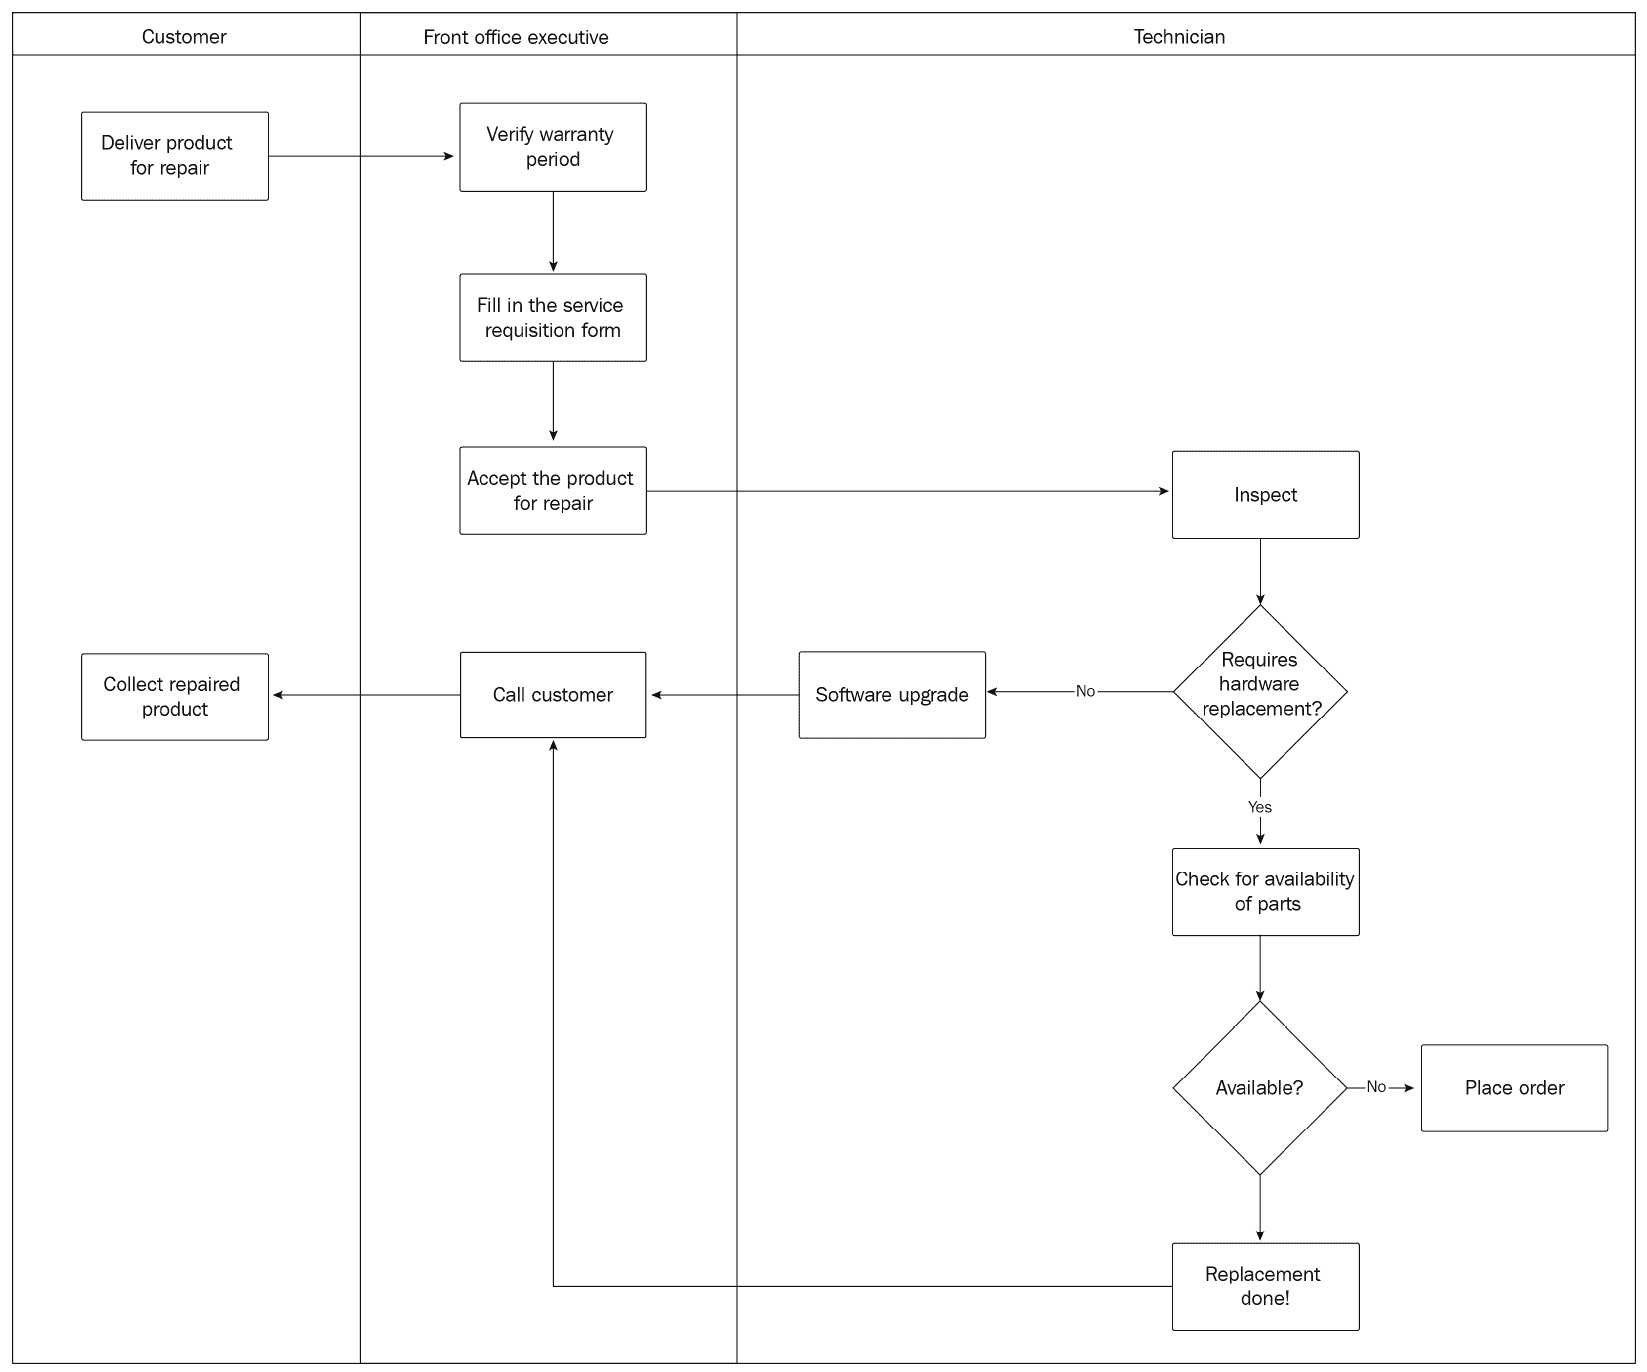 Customer
Front office executive
Technician
Deliver product
for repair
Verify warranty
period
Fill in the service
requisition form
Accept the product
for repair
Inspect
Collect repaired
product
Call customer
Software upgrade
No
Requires
hardware
replacement?
Yes
Check for availability
of parts
Available?
No
Place order
Replacement
done!